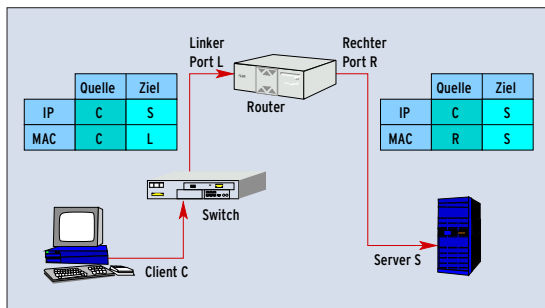 Linker
Port L
Rechter
Port R
Router
Quelle Ziel
IP C S
MAC C L
Quelle Ziel
IP C S
MAC R S
Switch
Client C
Server S